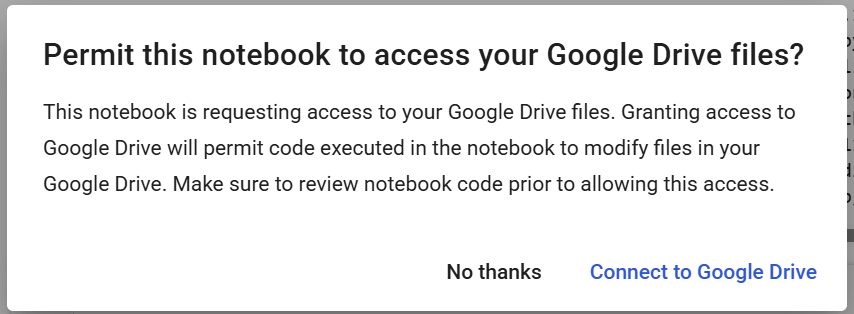 Permit this notebook to access your Google Drive files?
This notebook is requesting access to your Google Drive files. Granting access to
Google Drive will permit code executed in the notebook to modify files in your
Google Drive. Make sure to review notebook code prior to allowing this access.
No thanks
Connect to Google Drive